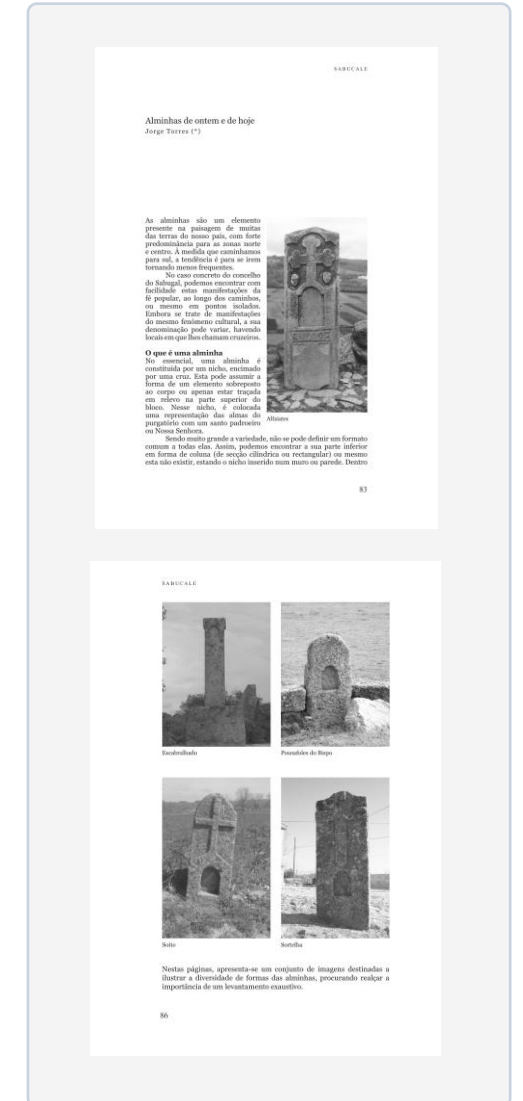 SABUCALE
Alminhas de ontem e de hoje
Jorge Torres (*)
As alminhas são um elemento
presente na paisagem de muitas
das terras do nosso país, com forte
predominância para as zonas norte
e centro. À medida que caminhamos
para sul, a tendência é para se irem
tornando menos frequentes.
No caso concreto do concelho
do Sabugal, podemos encontrar com
facilidade estas manifestações da
fé popular, ao longo dos caminhos,
ou mesmo em pontos isolados.
Embora se trate de manifestações
do mesmo fenómeno cultural, a sua
denominação pode variar, havendo
locais em que lhes chamam cruzeiros.
O que é uma alminha
No essencial, uma alminha é
constituída por um nicho, encimado
por uma cruz. Esta pode assumir a
forma de um elemento sobreposto
ao corpo ou apenas estar traçada
em relevo na parte superior do
bloco. Nesse nicho, é colocada
uma representação das almas do
purgatório com um santo padroeiro
ou Nossa Senhora.
Alfaiates
Sendo muito grande a variedade, não se pode definir um formato
comum a todas elas. Assim, podemos encontrar a sua parte inferior
em forma de coluna (de secção cilíndrica ou rectangular) ou mesmo
esta não existir, estando o nicho inserido num muro ou parede. Dentro
83
SABUCALE
Escabralhado
Pousafoles do Bispo
Soito
Sortelha
Nestas páginas, apresenta-se um conjunto de imagens destinadas a
ilustrar a diversidade de formas das alminhas, procurando realçar a
importância de um levantamento exaustivo.
86